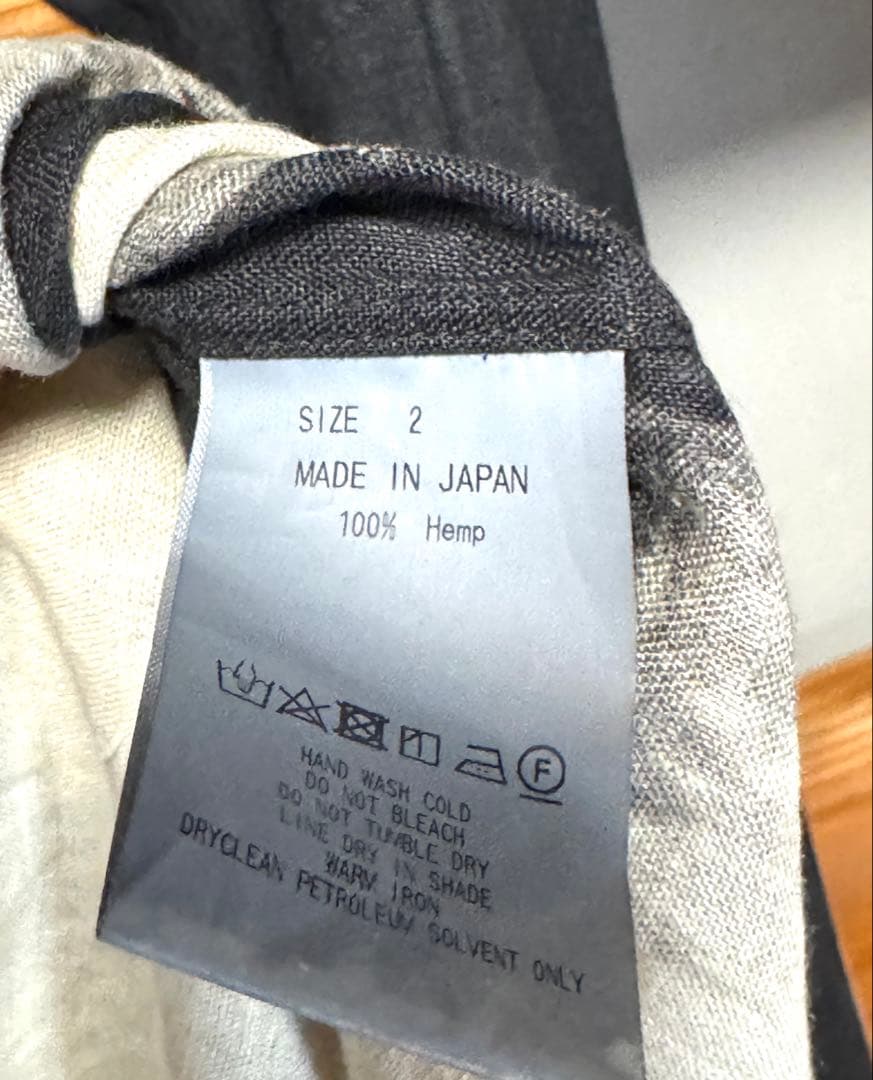 SIZE 2
MADE IN JAPAN
100% Hemp
F
HAND WASH COLD
DO NOT BLEACH
DO NOT TUMBLE DRY
LINE DRY IN SHADE
WARM IRON
DRYCLEAN PETROLEUM SOLVENT ONLY